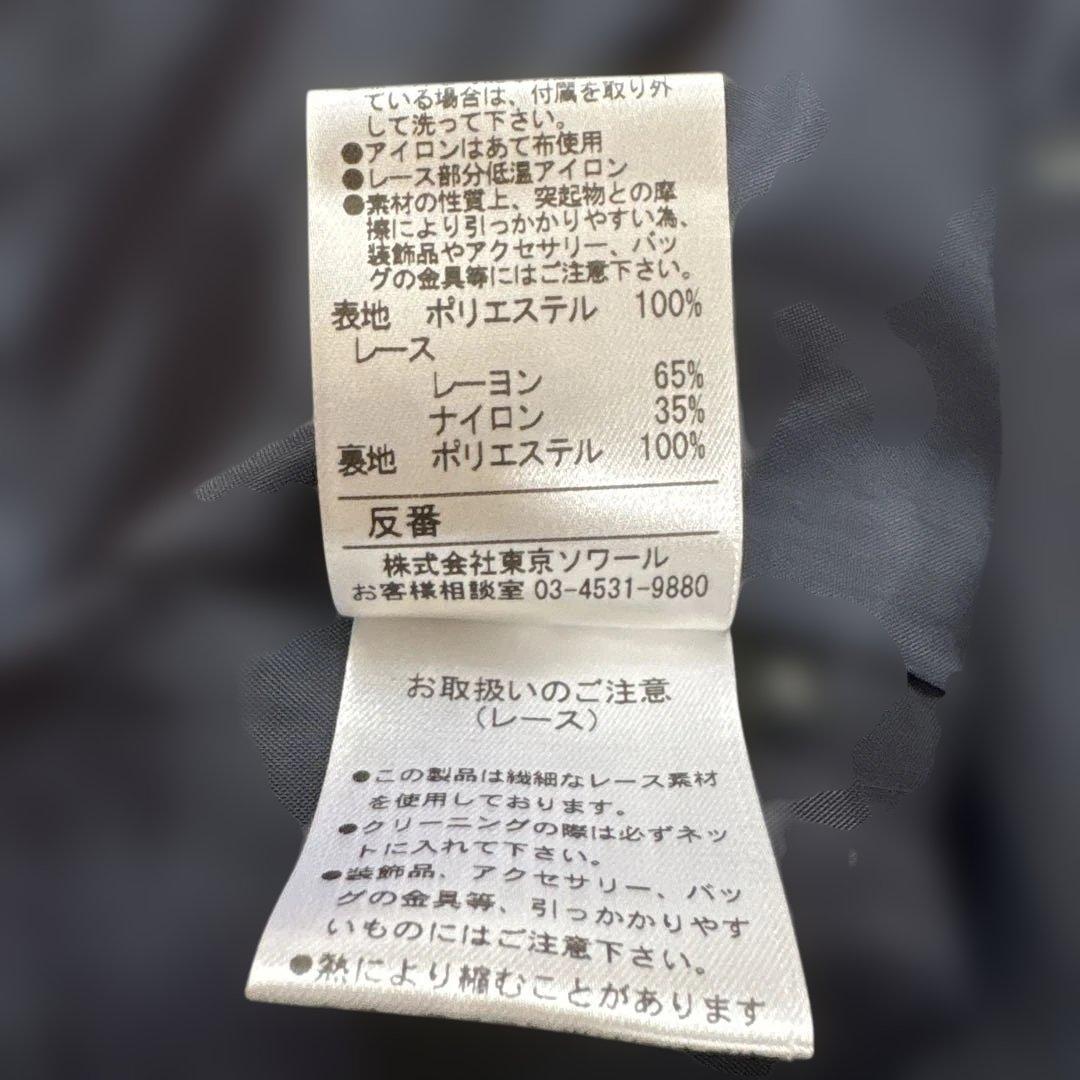 ている場合は、付属を取り外
して洗って下さい。
●アイロンはあて布使用
●レース部分低温アイロン
●素材の性質上、突起物との摩
擦により引っかかりやすい為、
装飾品やアクセサリー、バッ
グの金具等にはご注意下さい。
表地 ポリエステル 100%
レース
レーヨン 65%
ナイロン 35%
裏地 ポリエステル 100%
反番
株式会社東京ソワール
お客様相談室 03-4531-9880
お取扱いのご注意
(レース)
●この製品は繊細なレース素材
を使用しております。
●クリーニングの際は必ずネッ
トに入れて下さい。
●装飾品、アクセサリー、バッ
グの金具等、引っかかりやす
いものにはご注意下さい。
●熱により縮むことがあります